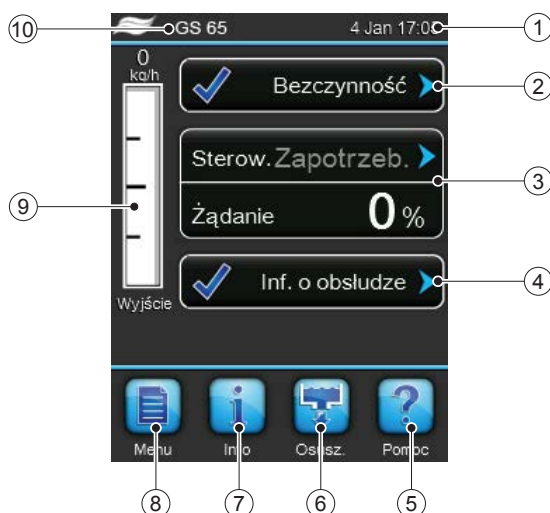 10 GS 65 4 Jan 17:08 1
0
kg/h
Bezczynność 2
Sterow. Zapotrzeb.
3
Żądanie 0 %
9
Inf. o obsłudze 4
Wyjście
Menu Info Osusz. Pomoc
8 7 6 5